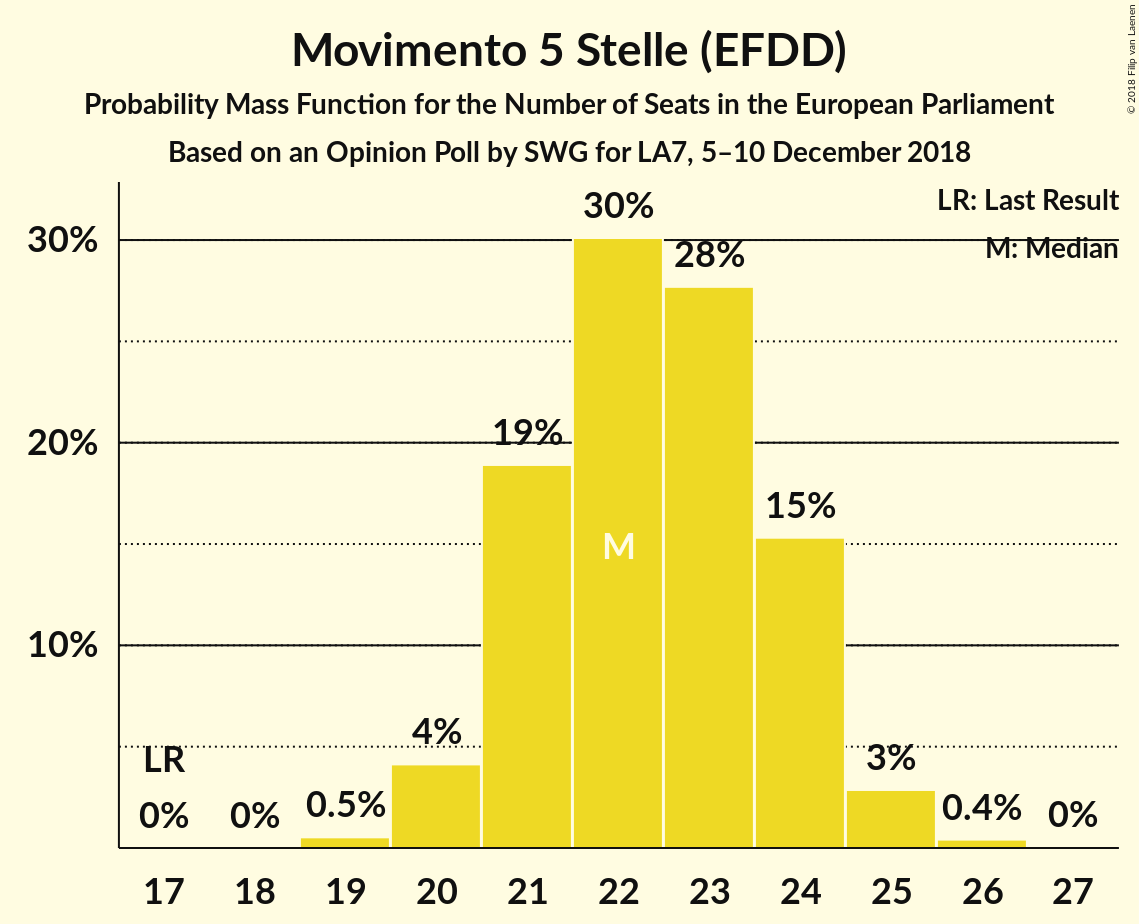 Movimento 5 Stelle (EFDD)
Probability Mass Function for the Number of Seats in the European Parliament
Based on an Opinion Poll by SWG for LA7, 5–10 December 2018
© 2018 Filip van Laenen
LR: Last Result
M: Median
30%
20%
10%
LR
0%
0%
0.5%
4%
19%
30%
M
28%
15%
3%
0.4%
0%
17 18 19 20 21 22 23 24 25 26 27